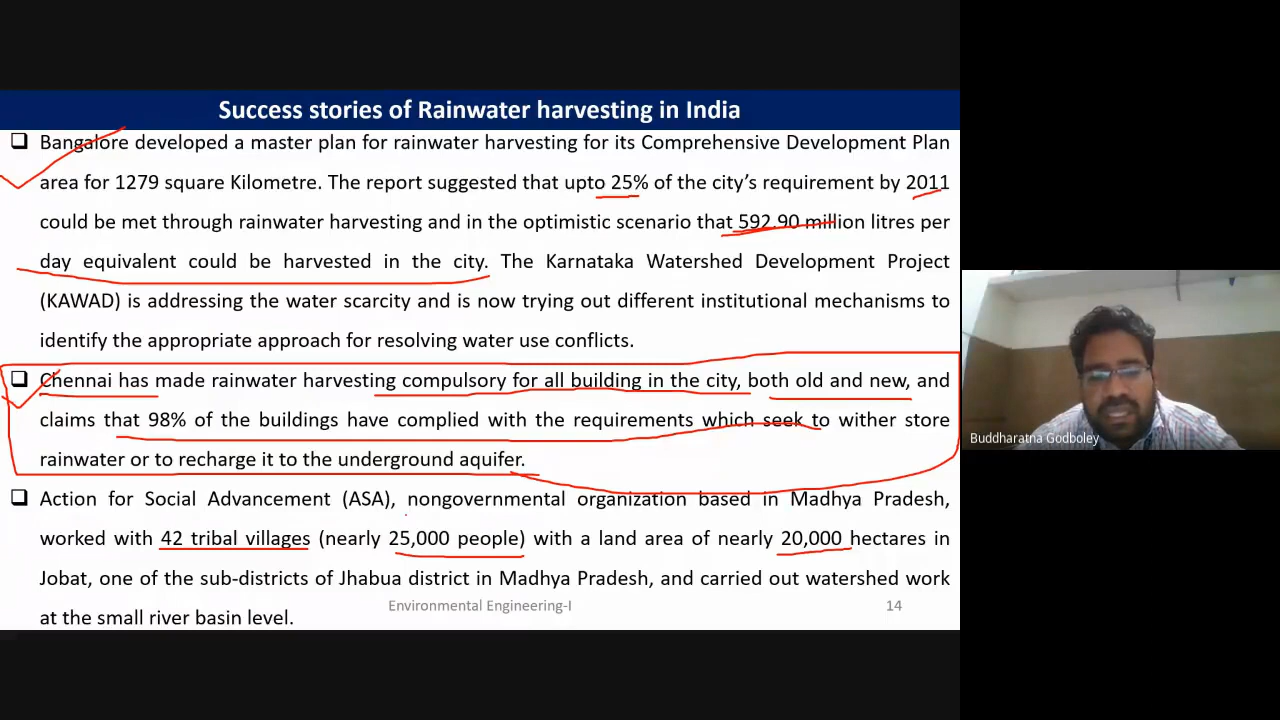 Success stories of Rainwater harvesting in India
❑ Bangalore developed a master plan for rainwater harvesting for its Comprehensive Development Plan
area for 1279 square Kilometre. The report suggested that upto 25% of the city’s requirement by 2011
could be met through rainwater harvesting and in the optimistic scenario that 592.90 million litres per
day equivalent could be harvested in the city. The Karnataka Watershed Development Project
(KAWAD) is addressing the water scarcity and is now trying out different institutional mechanisms to
identify the appropriate approach for resolving water use conflicts.
❑ Chennai has made rainwater harvesting compulsory for all building in the city, both old and new, and
claims that 98% of the buildings have complied with the requirements which seek to wither store
rainwater or to recharge it to the underground aquifer.
❑ Action for Social Advancement (ASA), nongovernmental organization based in Madhya Pradesh,
worked with 42 tribal villages (nearly 25,000 people) with a land area of nearly 20,000 hectares in
Jobat, one of the sub-districts of Jhabua district in Madhya Pradesh, and carried out watershed work
at the small river basin level.
Environmental Engineering-I
14
Buddharatna Godboley